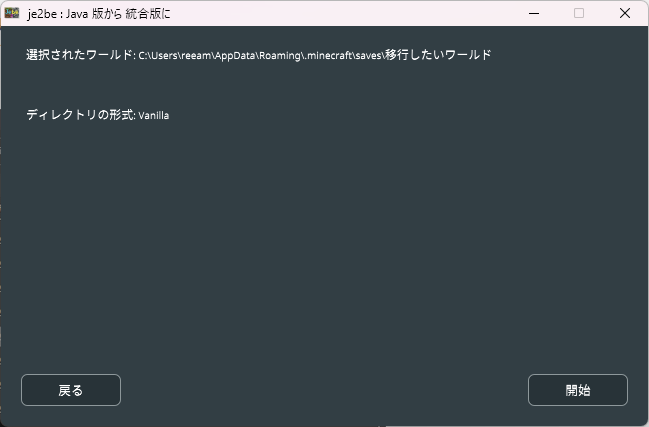 je2be : Java 版から 統合版に
選択されたワールド: C:\Users\reeam\AppData\Roaming\.minecraft\saves\移行したいワールド
ディレクトリの形式: Vanilla
戻る
開始